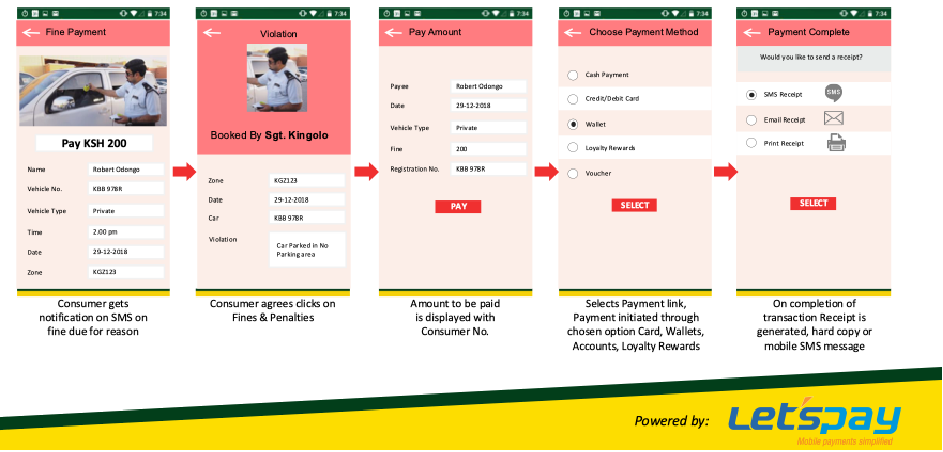 7:34
Fine Payment
Pay KSH 200
Name Robert Odongo
Vehicle No. KBB 978R
Vehicle Type Private
Time 2.00 pm
Date 29-12-2018
Zone KGZ123
Consumer gets
notification on SMS on
fine due for reason
7:34
Violation
Booked By Sgt. Kingolo
Zone KGZ123
Date 29-12-2018
Car KBB 978R
Violation Car Parked in No
Parking area
Consumer agrees clicks on
Fines & Penalties
7:34
Pay Amount
Payee Robert Odongo
Date 29-12-2018
Vehicle Type Private
Fine 200
Registration No. KBB 978R
PAY
Amount to be paid
is displayed with
Consumer No.
7:34
Choose Payment Method
Cash Payment
Credit/Debit Card
Wallet
Loyalty Rewards
Voucher
SELECT
Selects Payment link,
Payment initiated through
chosen option Card, Wallets,
Accounts, Loyalty Rewards
7:34
Payment Complete
Would you like to send a receipt?
SMS Receipt SMS
Email Receipt
Print Receipt
SELECT
On completion of
transaction Receipt is
generated, hard copy or
mobile SMS message
Powered by: Let'spay
Mobile payments simplified